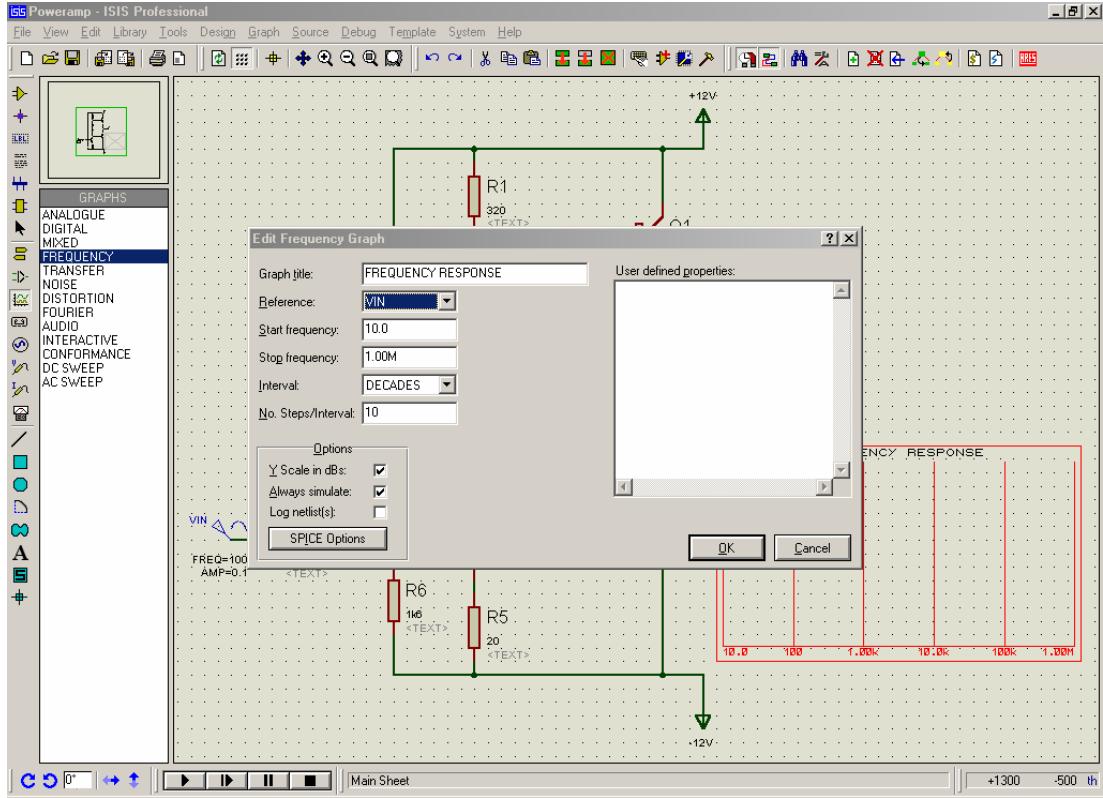 ISIS Poweramp - ISIS Professional
File View Edit Library Tools Design Graph Source Debug Template System Help
LBL
ARES
+12V
R1
320
<TEXT>
Q1
GRAPHS
ANALOGUE
DIGITAL
MIXED
FREQUENCY
TRANSFER
NOISE
DISTORTION
FOURIER
AUDIO
INTERACTIVE
CONFORMANCE
DC SWEEP
AC SWEEP
A
S
Edit Frequency Graph
Graph title: FREQUENCY RESPONSE
User defined properties:
Reference: VIN
Start frequency: 10.0
Stop frequency: 1.00M
Interval: DECADES
No. Steps/Interval: 10
Options
Y Scale in dBs:
Always simulate:
Log netlist(s):
SPICE Options
OK Cancel
ENCY RESPONSE
VIN
FREQ=100
AMP=0.1
<TEXT>
R6
1k6
<TEXT>
R5
20
<TEXT>
10.0 100 1.00k 10.0k 100k 1.00M
-12V
0°
Main Sheet
+1300 -500 th